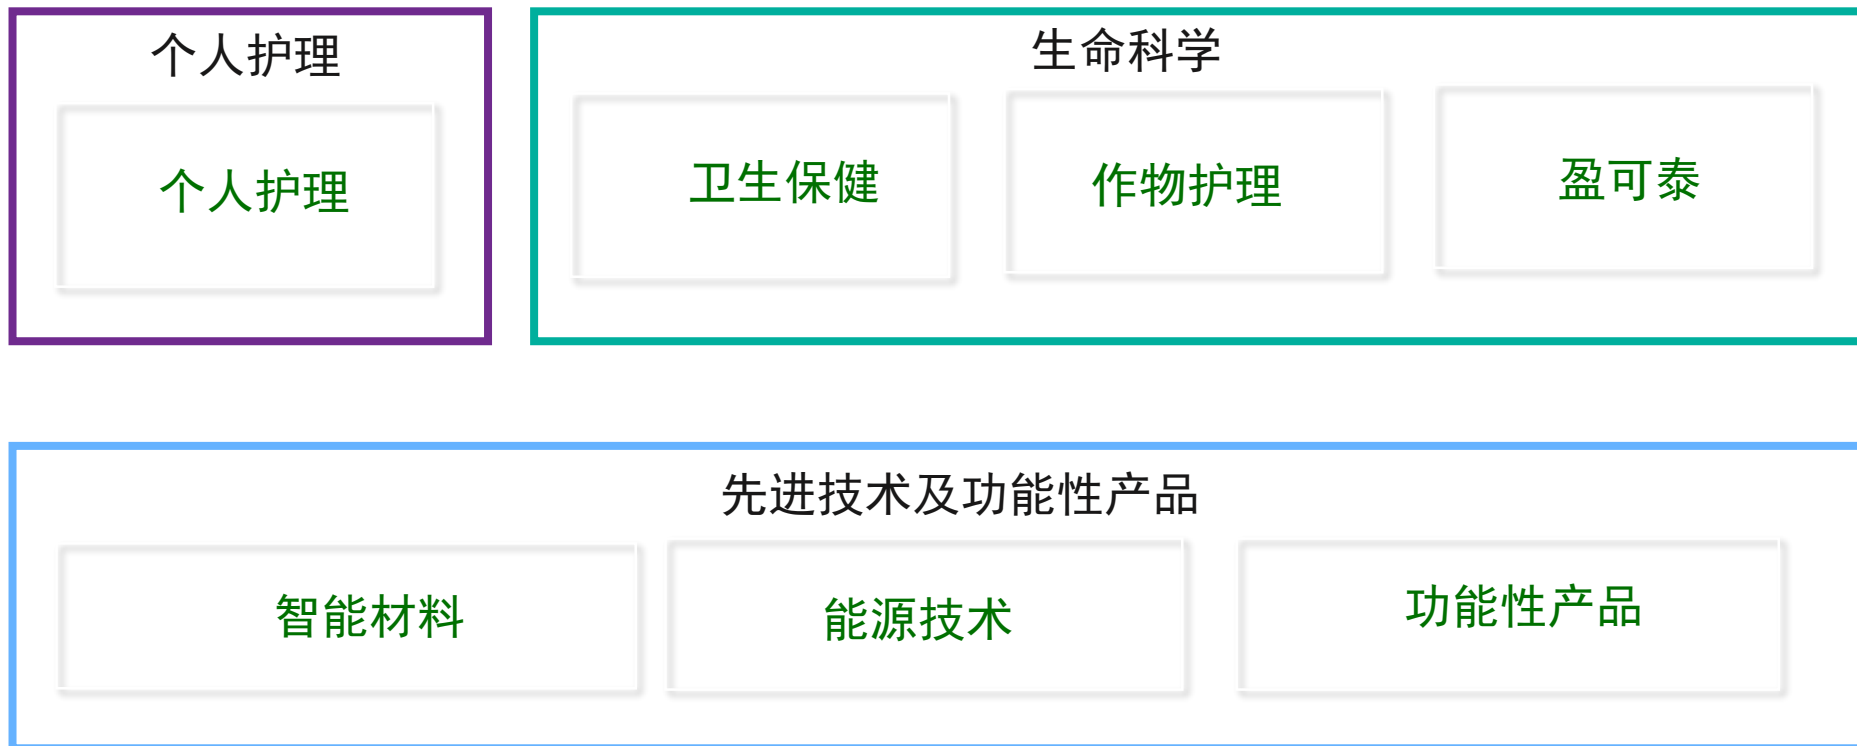 个人护理
个人护理
生命科学
卫生保健
作物护理
盈可泰
先进技术及功能性产品
智能材料
能源技术
功能性产品